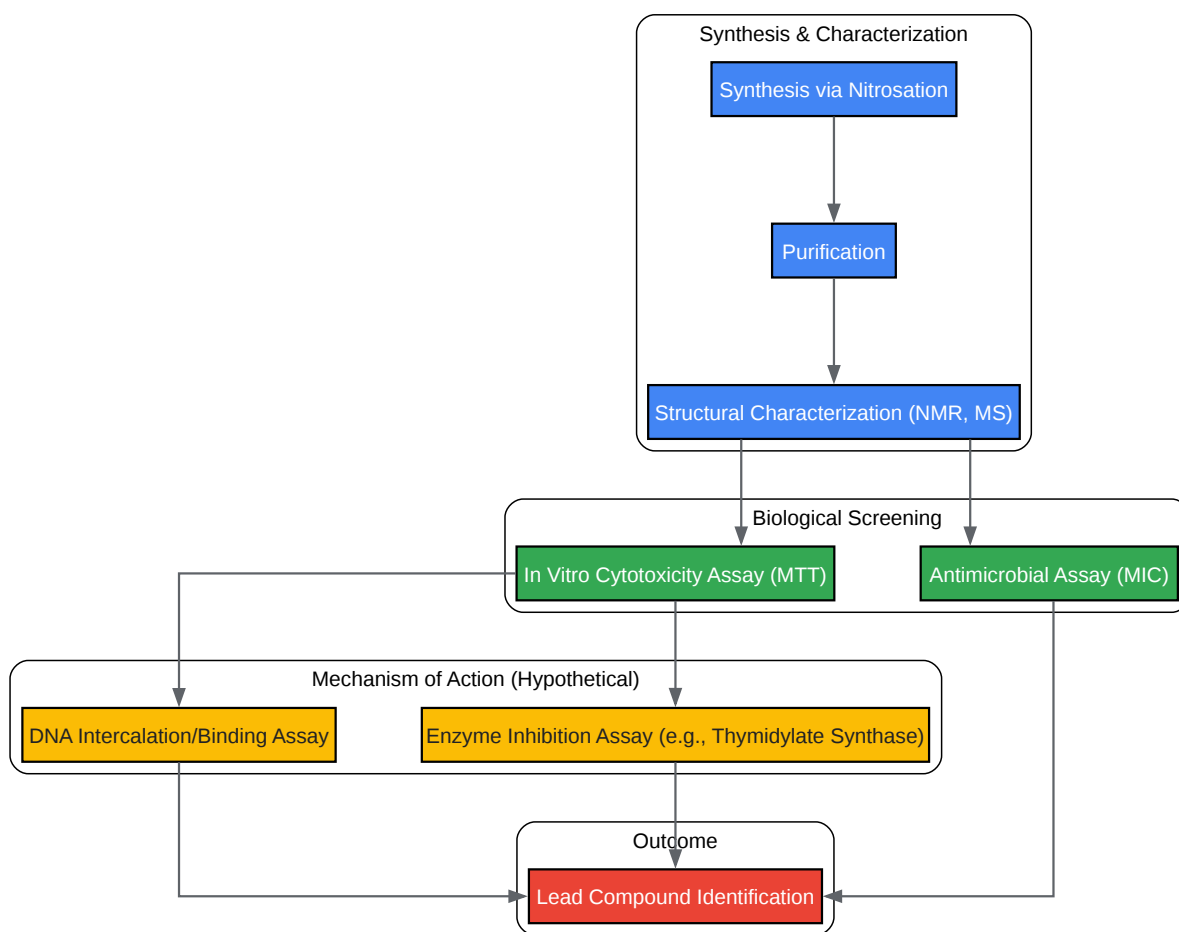 Synthesis & Characterization
Synthesis via Nitrosation
Purification
Structural Characterization (NMR, MS)
Biological Screening
In Vitro Cytotoxicity Assay (MTT)
Antimicrobial Assay (MIC)
Mechanism of Action (Hypothetical)
DNA Intercalation/Binding Assay
Enzyme Inhibition Assay (e.g., Thymidylate Synthase)
Outcome
Lead Compound Identification